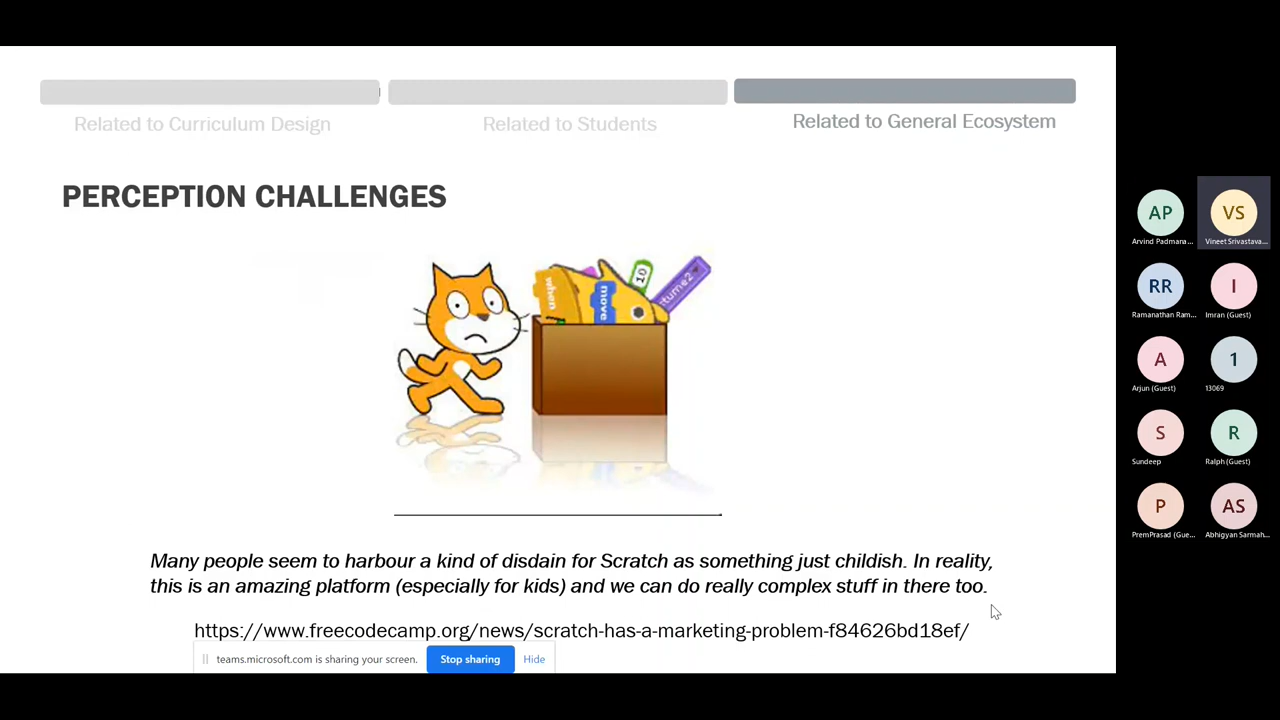 Related to Curriculum Design
Related to Students
Related to General Ecosystem
PERCEPTION CHALLENGES
when
move
10
tume2
Many people seem to harbour a kind of disdain for Scratch as something just childish. In reality,
this is an amazing platform (especially for kids) and we can do really complex stuff in there too.
https://www.freecodecamp.org/news/scratch-has-a-marketing-problem-f84626bd18ef/
teams.microsoft.com is sharing your screen.
Stop sharing
Hide
AP
VS
Arvind Padmana...
Vineet Srivastava...
RR
I
Ramanathan Ram...
Imran (Guest)
A
1
Arjun (Guest)
13069
S
R
Sundeep
Ralph (Guest)
P
AS
PremPrasad (Gue...
Abhigyan Sarmah...